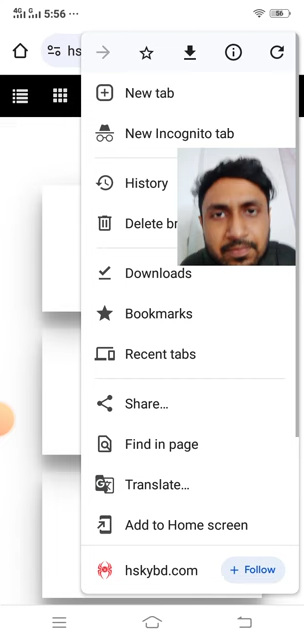 4G G 5:56 ... 56
hs
New tab
New Incognito tab
History
Delete br
Downloads
Bookmarks
Recent tabs
Share...
Find in page
Translate...
Add to Home screen
hskybd.com + Follow